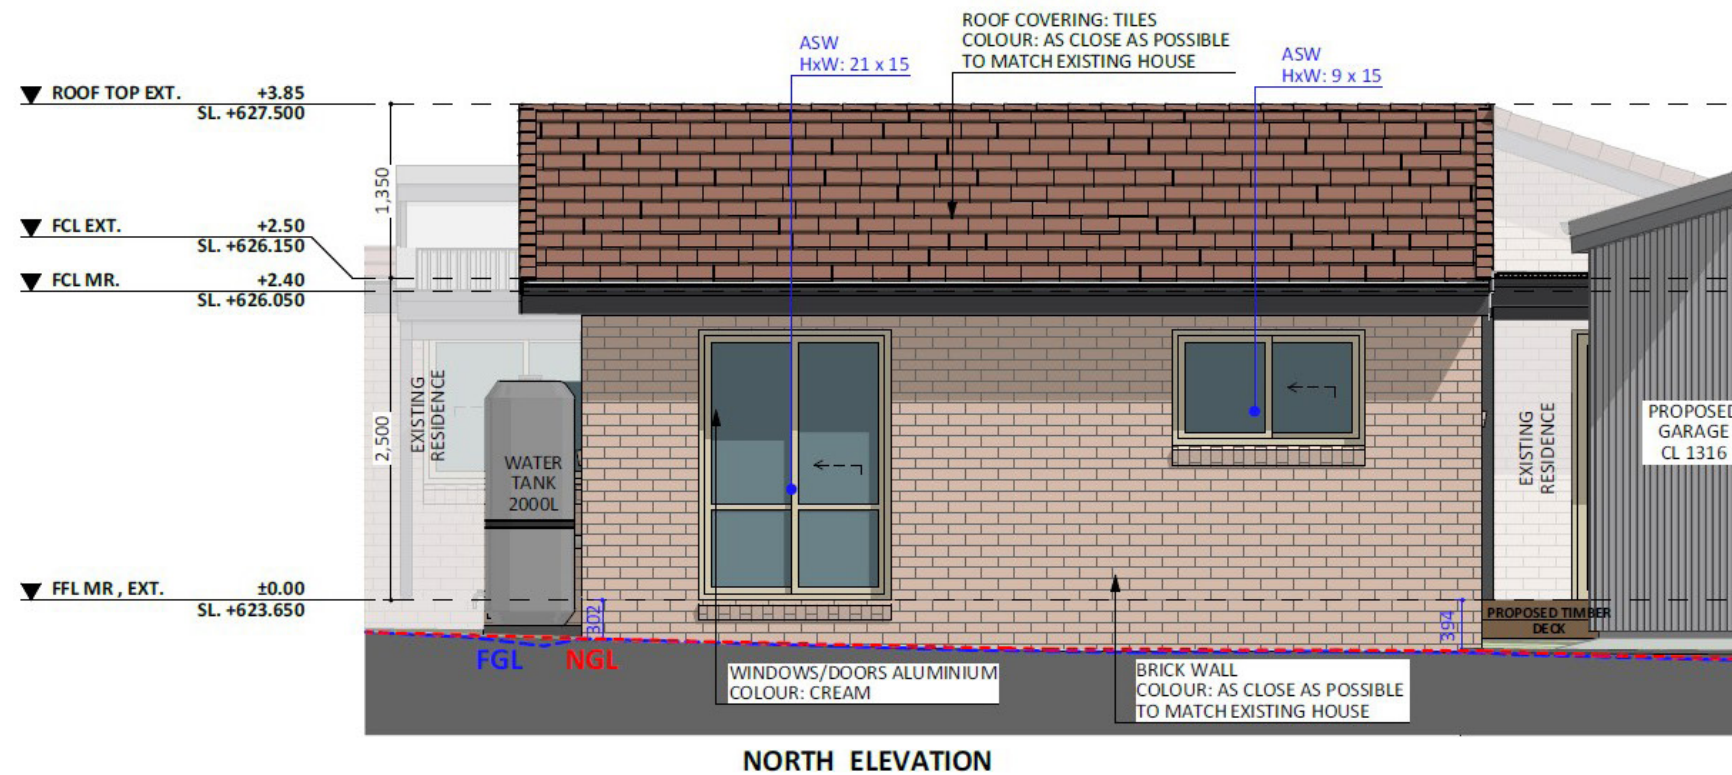 ROOF COVERING: TILES
COLOUR: AS CLOSE AS POSSIBLE
TO MATCH EXISTING HOUSE
ASW
HxW: 21 x 15
ASW
HxW: 9 x 15
ROOF TOP EXT. +3.85
SL. +627.500
1,350
FCL EXT. +2.50
SL. +626.150
FCL MR. +2.40
SL. +626.050
2,500
EXISTING
RESIDENCE
WATER
TANK
2000L
EXISTING
RESIDENCE
PROPOSED
GARAGE
CL 1316
FFL MR , EXT. ±0.00
SL. +623.650
302
394
PROPOSED TIMBER
DECK
FGL NGL
WINDOWS/DOORS ALUMINIUM
COLOUR: CREAM
BRICK WALL
COLOUR: AS CLOSE AS POSSIBLE
TO MATCH EXISTING HOUSE
NORTH ELEVATION